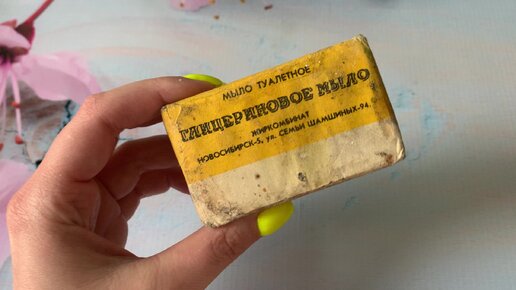 МЫЛО ТУАЛЕТНОЕ
ГЛИЦЕРИНОВОЕ МЫЛО
ЖИРКОМБИНАТ
НОВОСИБИРСК-5, ул. СЕМЬИ ШАМШИНЫХ-94